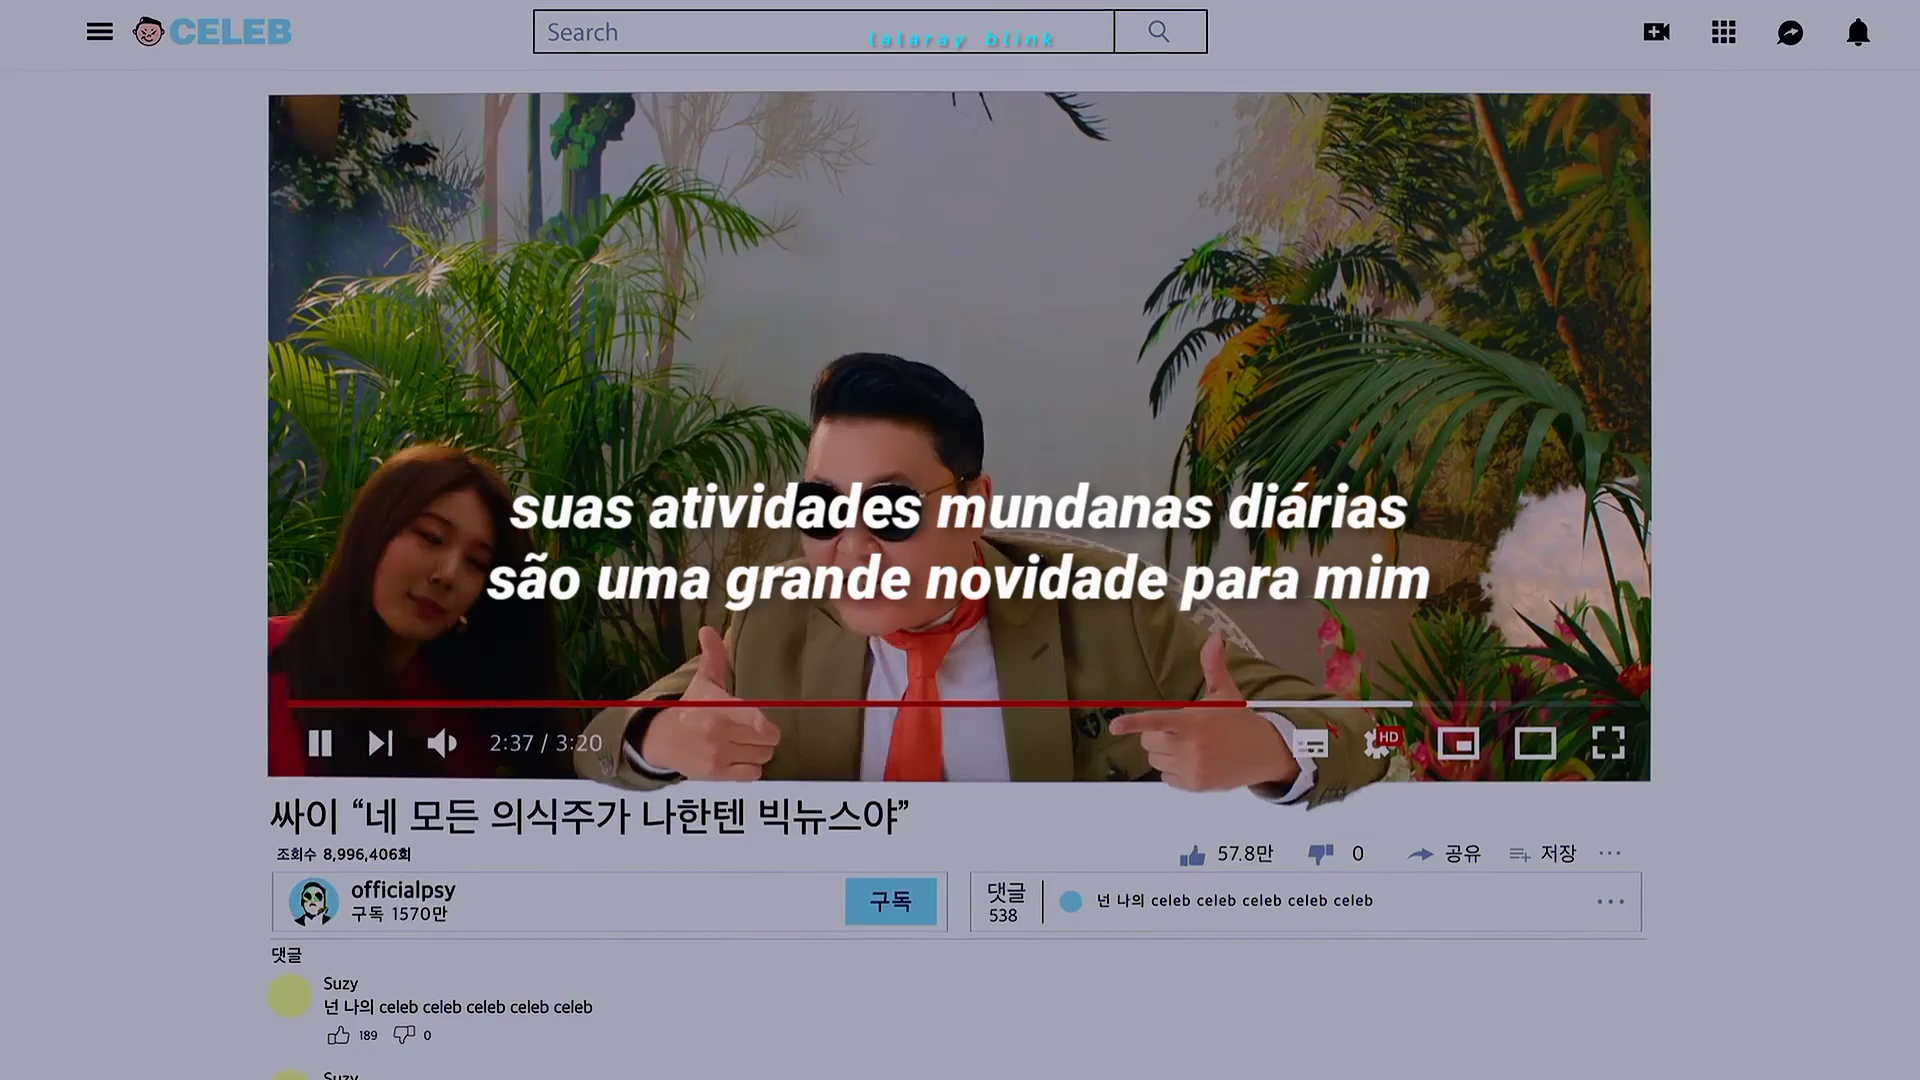 CELEB
Search
lalaray blink
suas atividades mundanas diárias
são uma grande novidade para mim
2:37 / 3:20
HD
싸이 “네 모든 의식주가 나한텐 빅뉴스야”
조회수 8,996,406회
57.8만
0
공유
저장
officialpsy
구독 1570만
구독
댓글
538
넌 나의 celeb celeb celeb celeb celeb
댓글
Suzy
넌 나의 celeb celeb celeb celeb celeb
189
0
Suzy